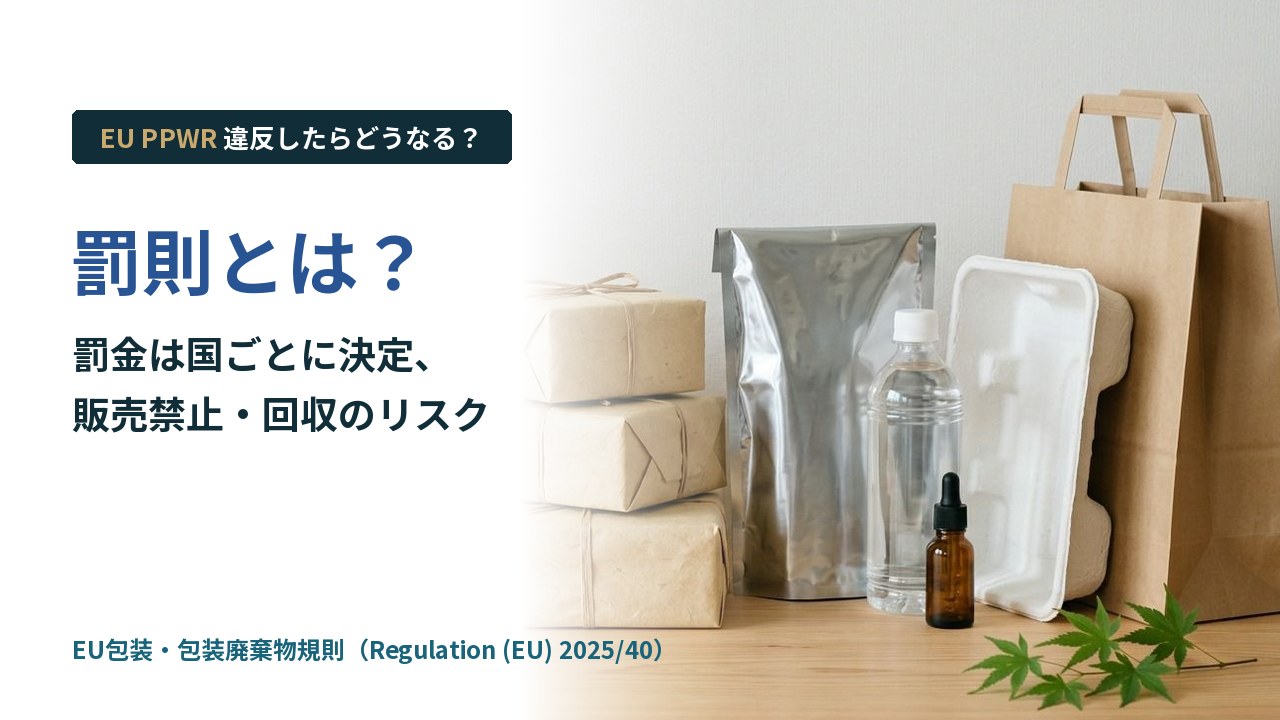 EU PPWR 違反したらどうなる？
罰則とは？
罰金は国ごとに決定、
販売禁止・回収のリスク
EU包装・包装廃棄物規則（Regulation (EU) 2025/40）